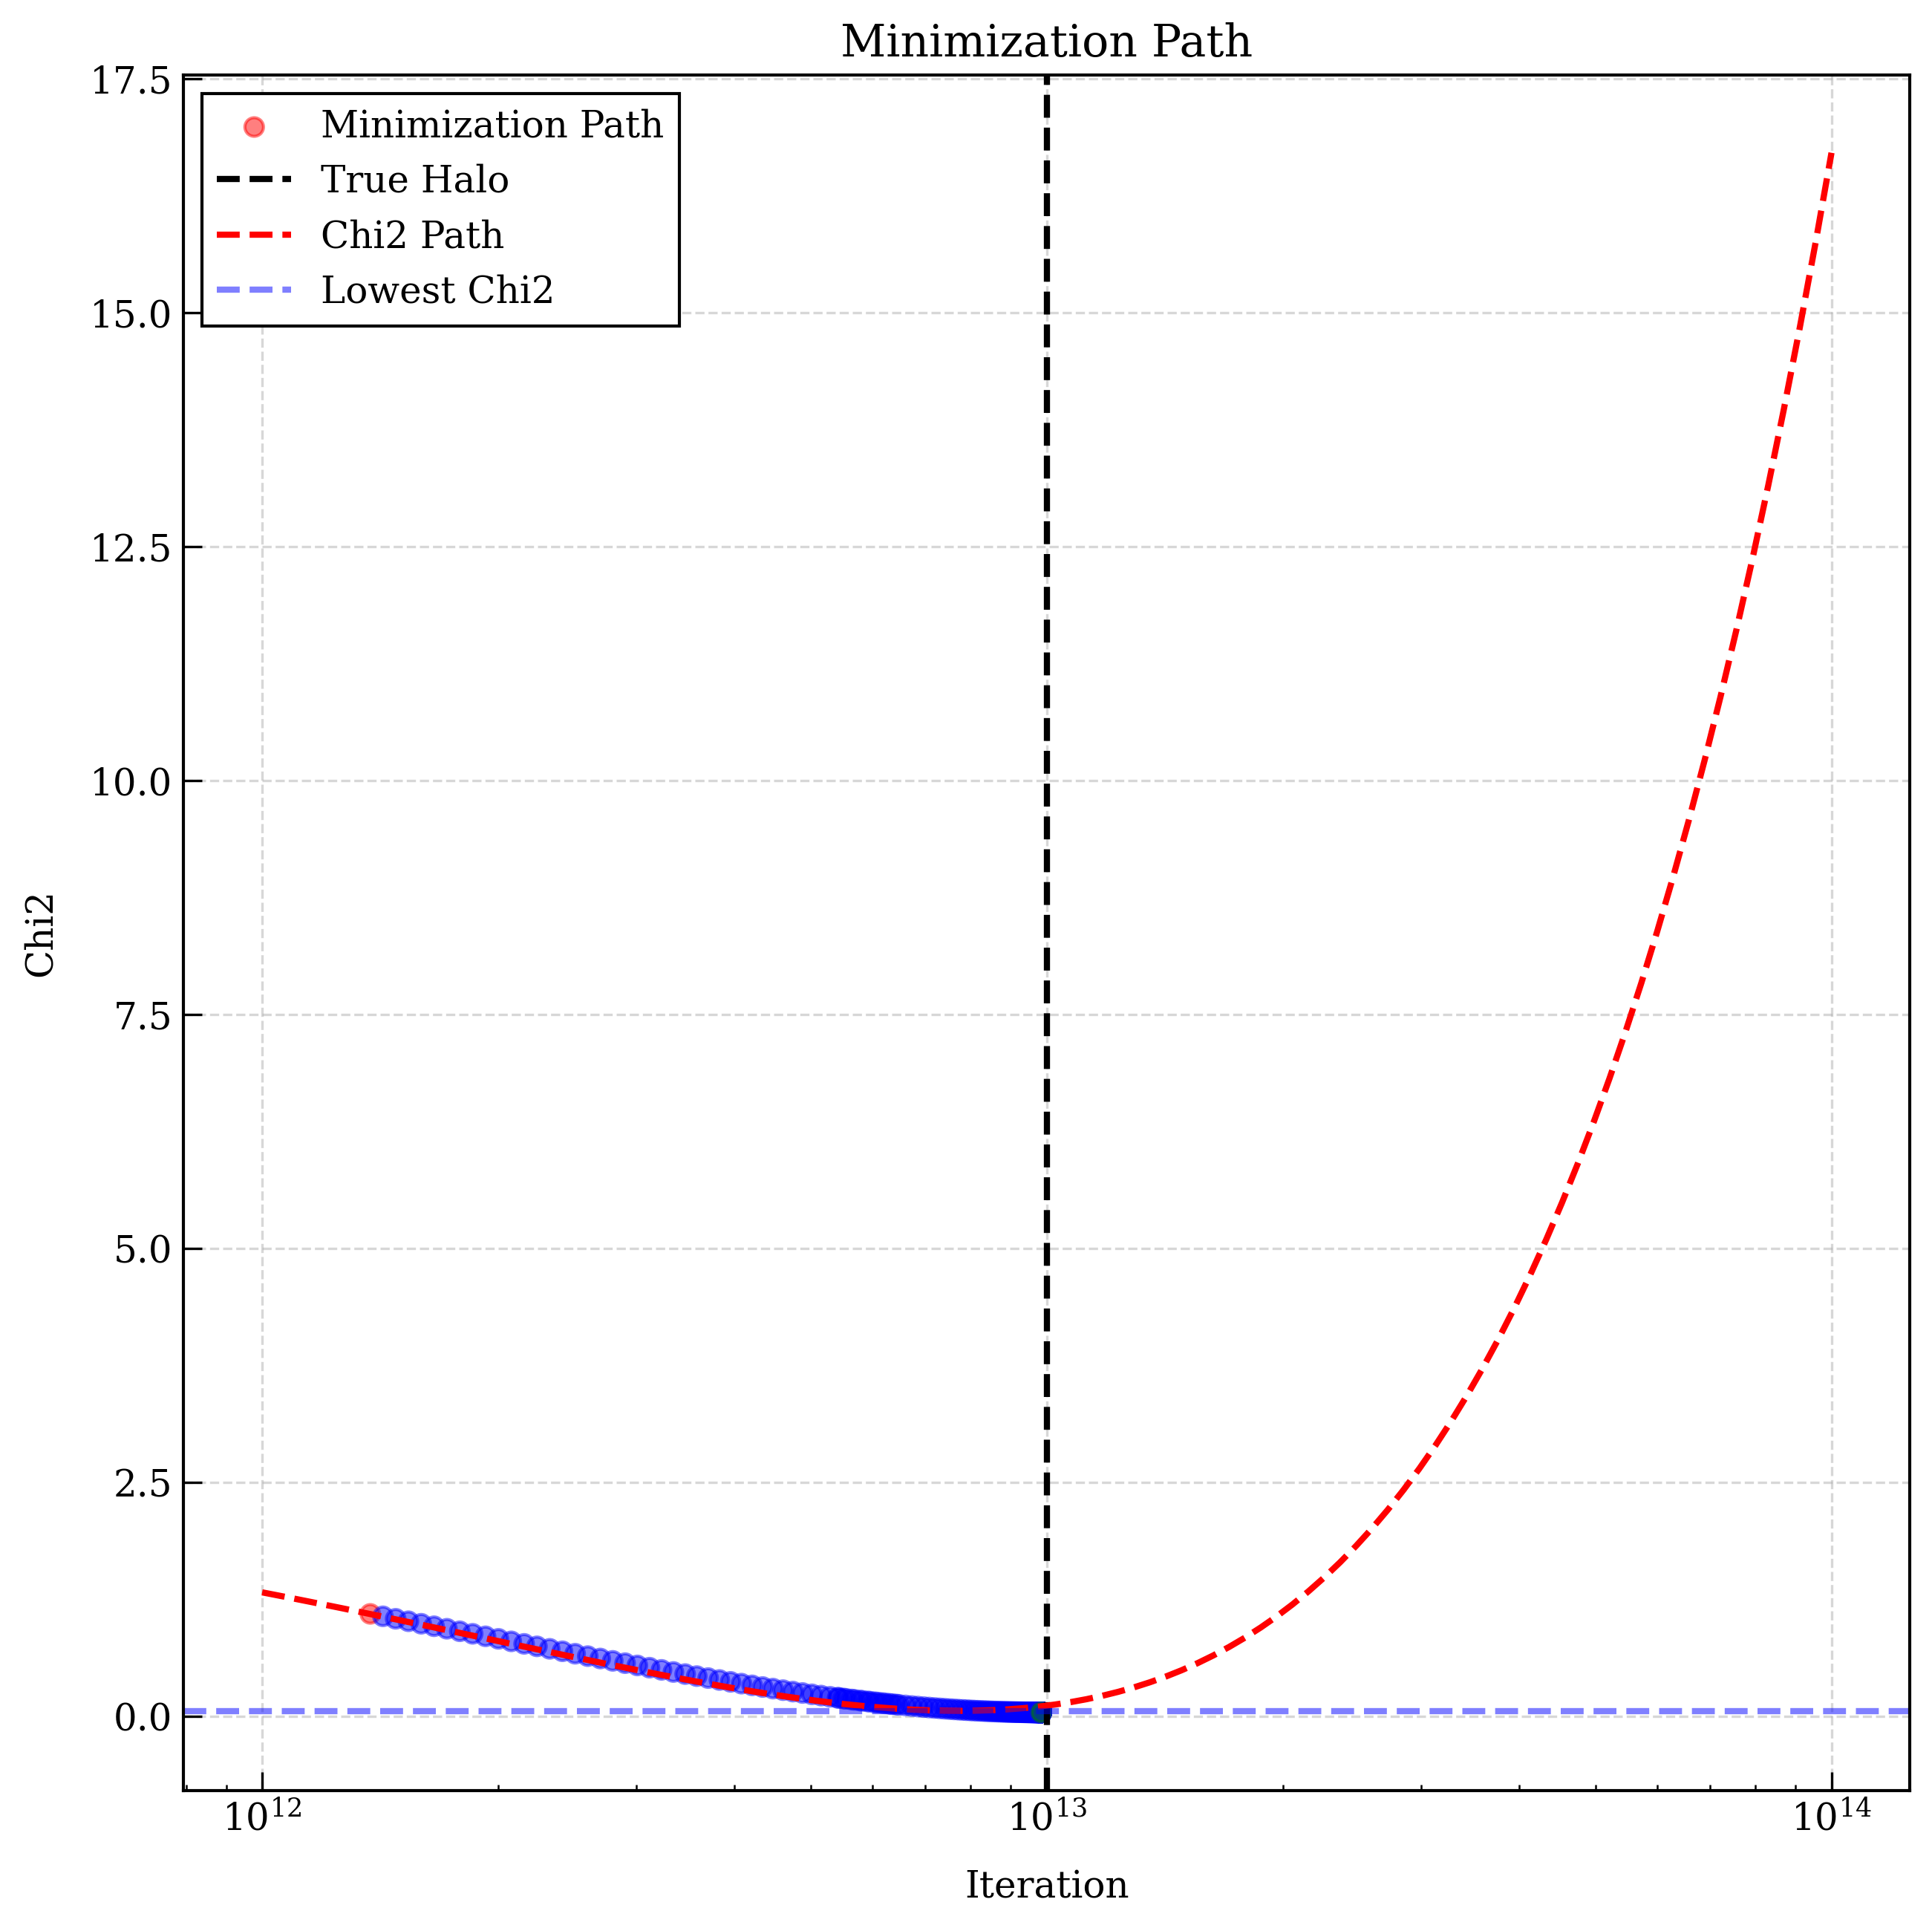 Minimization Path
17.5
15.0
12.5
10.0
7.5
5.0
2.5
0.0
Chi2
Minimization Path
True Halo
Chi2 Path
Lowest Chi2
10¹² 10¹³ 10¹⁴
Iteration